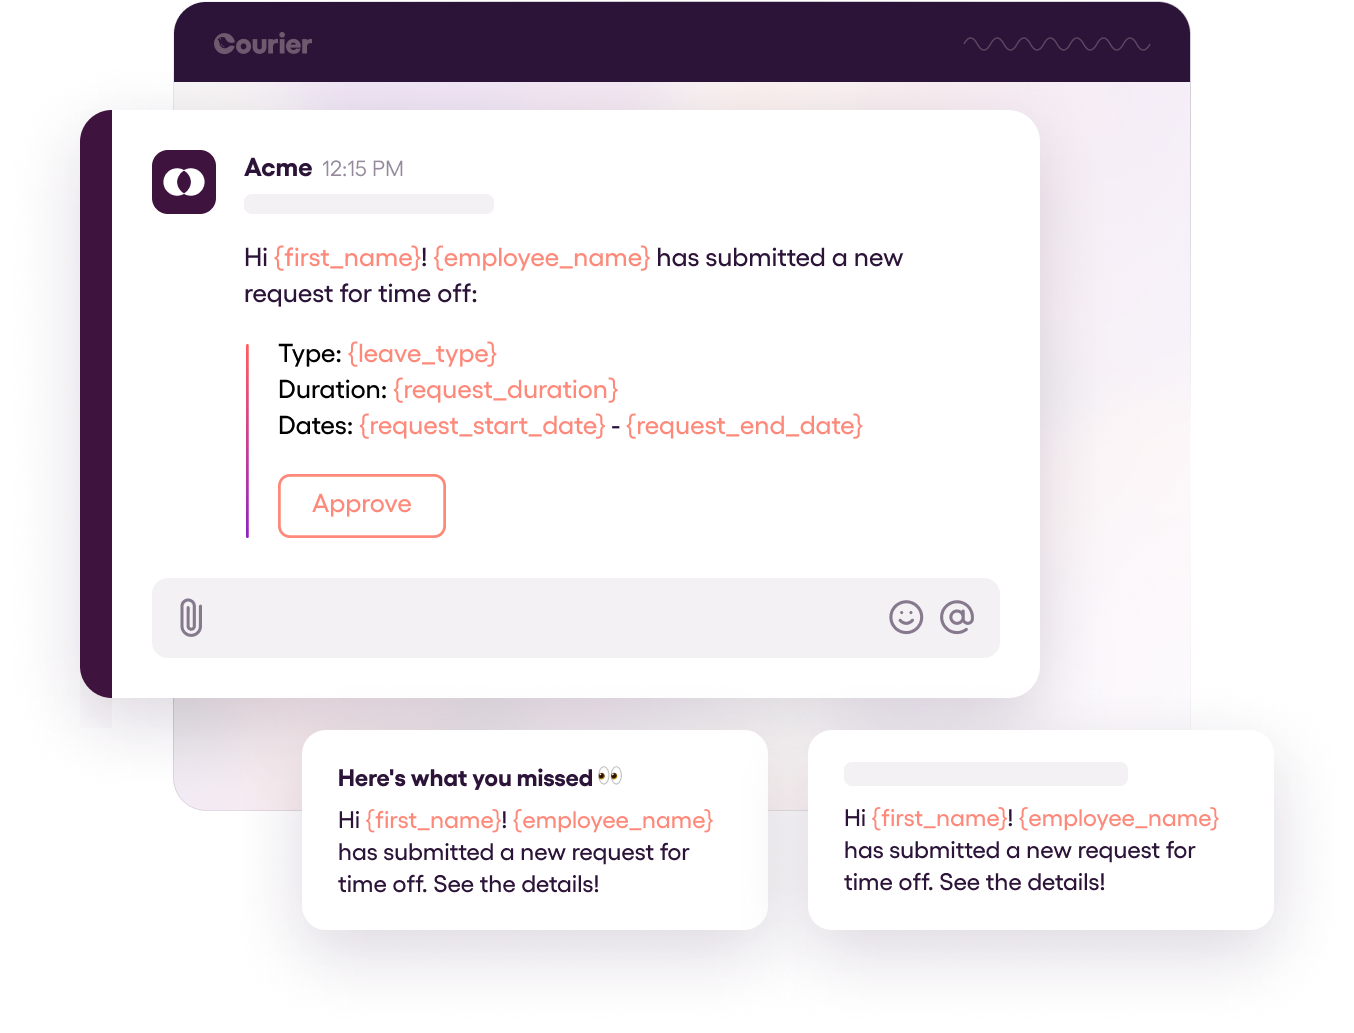 Courier
Acme 12:15 PM
Hi {first_name}! {employee_name} has submitted a new
request for time off:
Type: {leave_type}
Duration: {request_duration}
Dates: {request_start_date} - {request_end_date}
Approve
Here's what you missed 👀
Hi {first_name}! {employee_name}
has submitted a new request for
time off. See the details!
Hi {first_name}! {employee_name}
has submitted a new request for
time off. See the details!